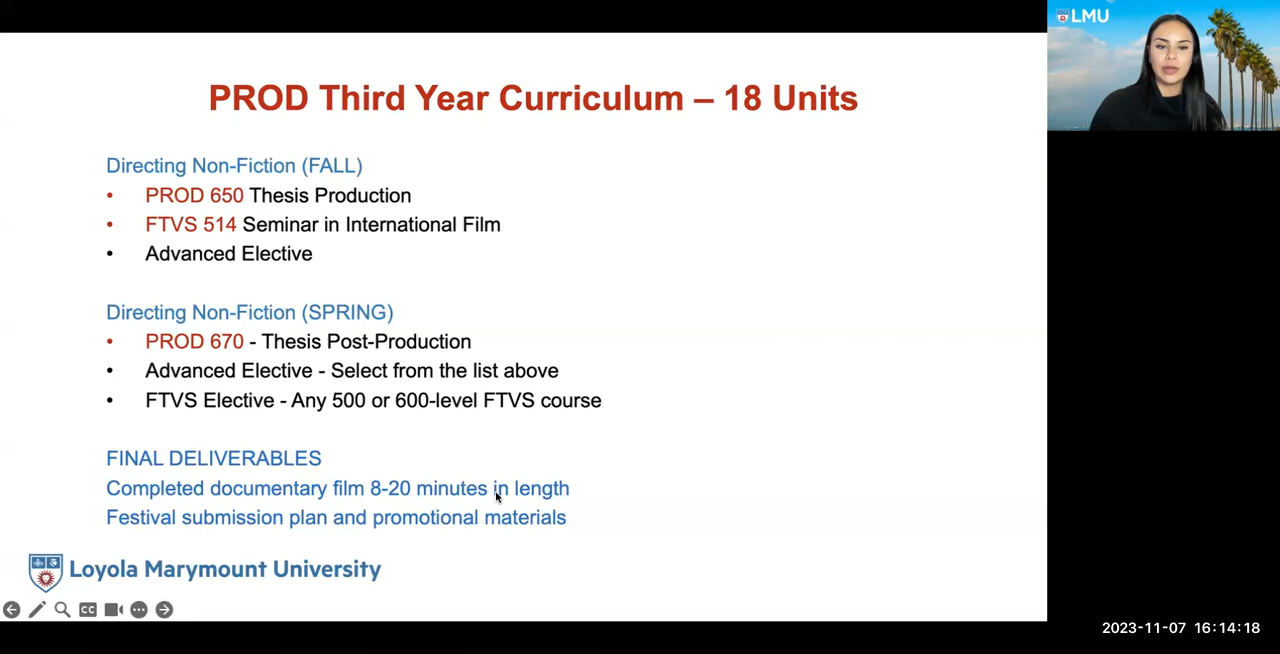 PROD Third Year Curriculum – 18 Units
Directing Non-Fiction (FALL)
• PROD 650 Thesis Production
• FTVS 514 Seminar in International Film
• Advanced Elective
Directing Non-Fiction (SPRING)
• PROD 670 - Thesis Post-Production
• Advanced Elective - Select from the list above
• FTVS Elective - Any 500 or 600-level FTVS course
FINAL DELIVERABLES
Completed documentary film 8-20 minutes in length
Festival submission plan and promotional materials
Loyola Marymount University
CC
LMU
2023-11-07 16:14:18